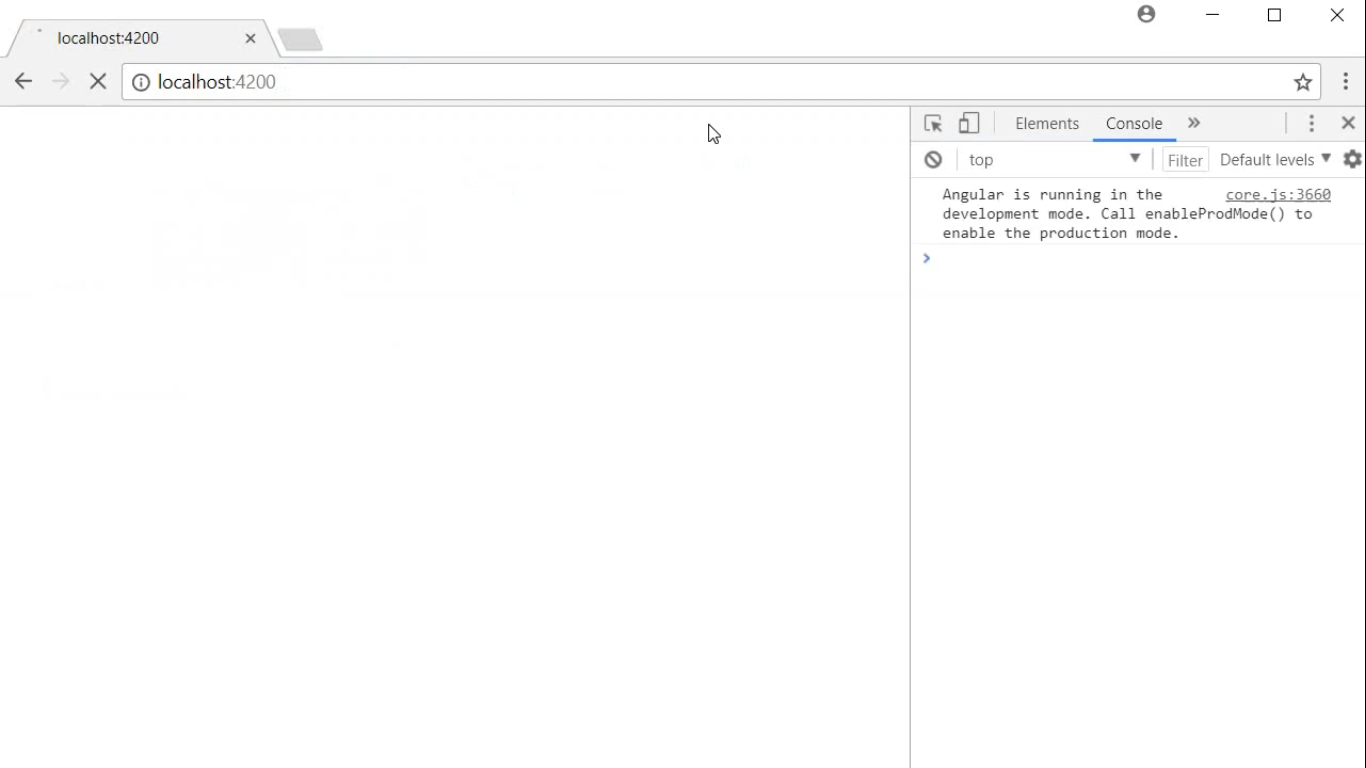 localhost:4200
localhost:4200
Elements Console
top Filter Default levels
Angular is running in the core.js:3660
development mode. Call enableProdMode() to
enable the production mode.